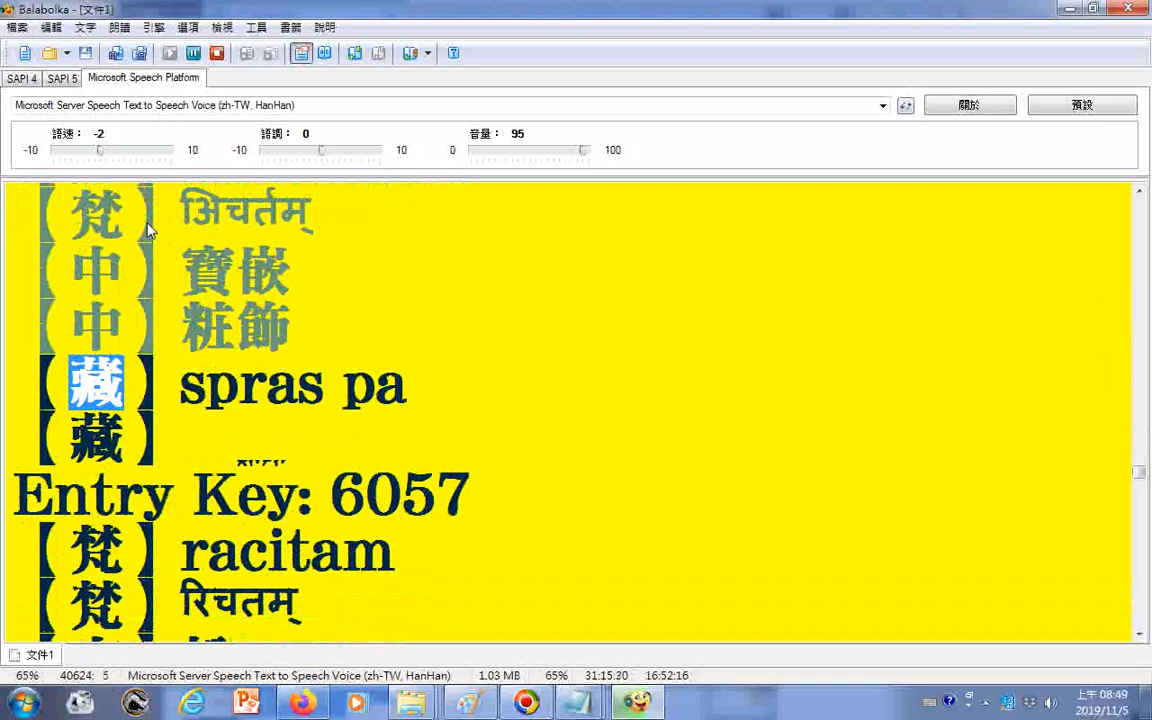 Balabolka - [文件1]
檔案 編輯 文字 朗讀 引擎 選項 檢視 工具 書籤 說明
SAPI 4 SAPI 5 Microsoft Speech Platform
Microsoft Server Speech Text to Speech Voice (zh-TW, HanHan) 關於 預設
語速: -2 語調: 0 音量: 95
-10 10 -10 10 0 100
【梵】 अिचर्तम्
【中】 寶嵌
【中】 粧飾
【藏】 spras pa
【藏】
Entry Key: 6057
【梵】 racitam
【梵】 रिचतम्
文件1
65% 40624: 5 Microsoft Server Speech Text to Speech Voice (zh-TW, HanHan) 1.03 MB 65% 31:15:30 16:52:16
上午 08:49
2019/11/5